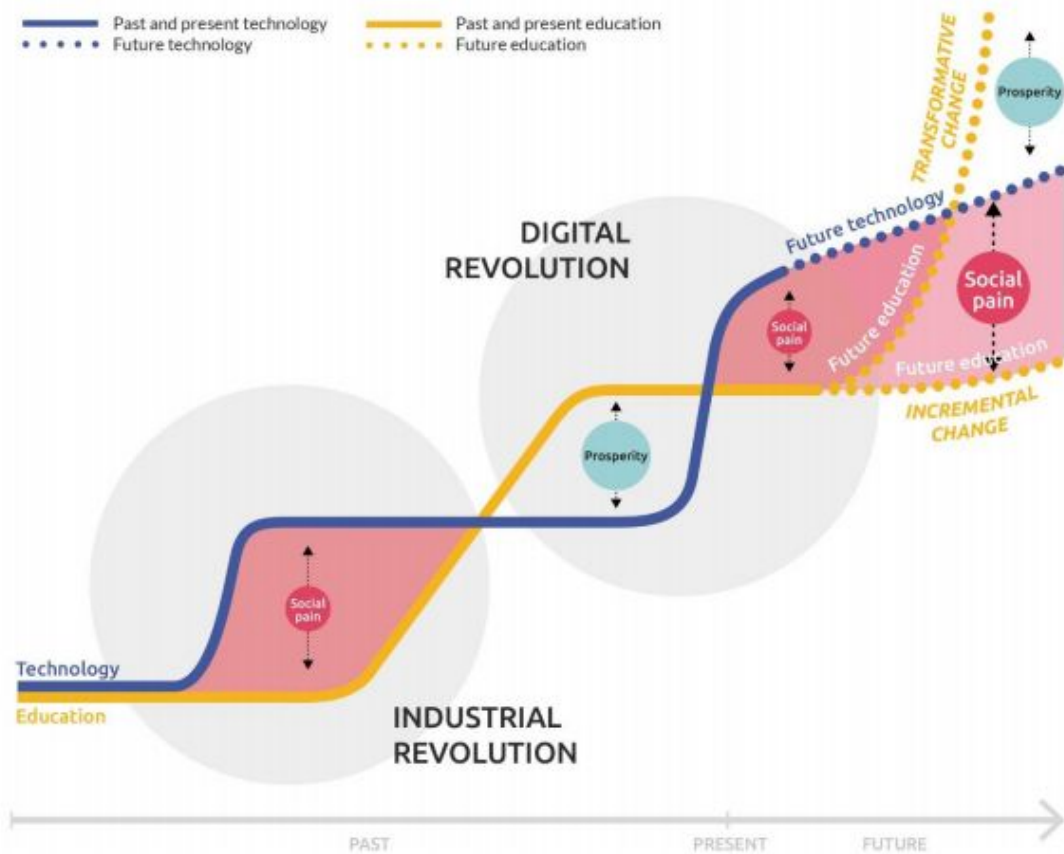 Past and present technology
Future technology
Past and present education
Future education
TRANSFORMATIVE
CHANGE
Prosperity
DIGITAL
REVOLUTION
Future technology
Social
pain
Future education
Social
pain
Future education
INCREMENTAL
CHANGE
Prosperity
Social
pain
Technology
Education
INDUSTRIAL
REVOLUTION
PAST
PRESENT
FUTURE